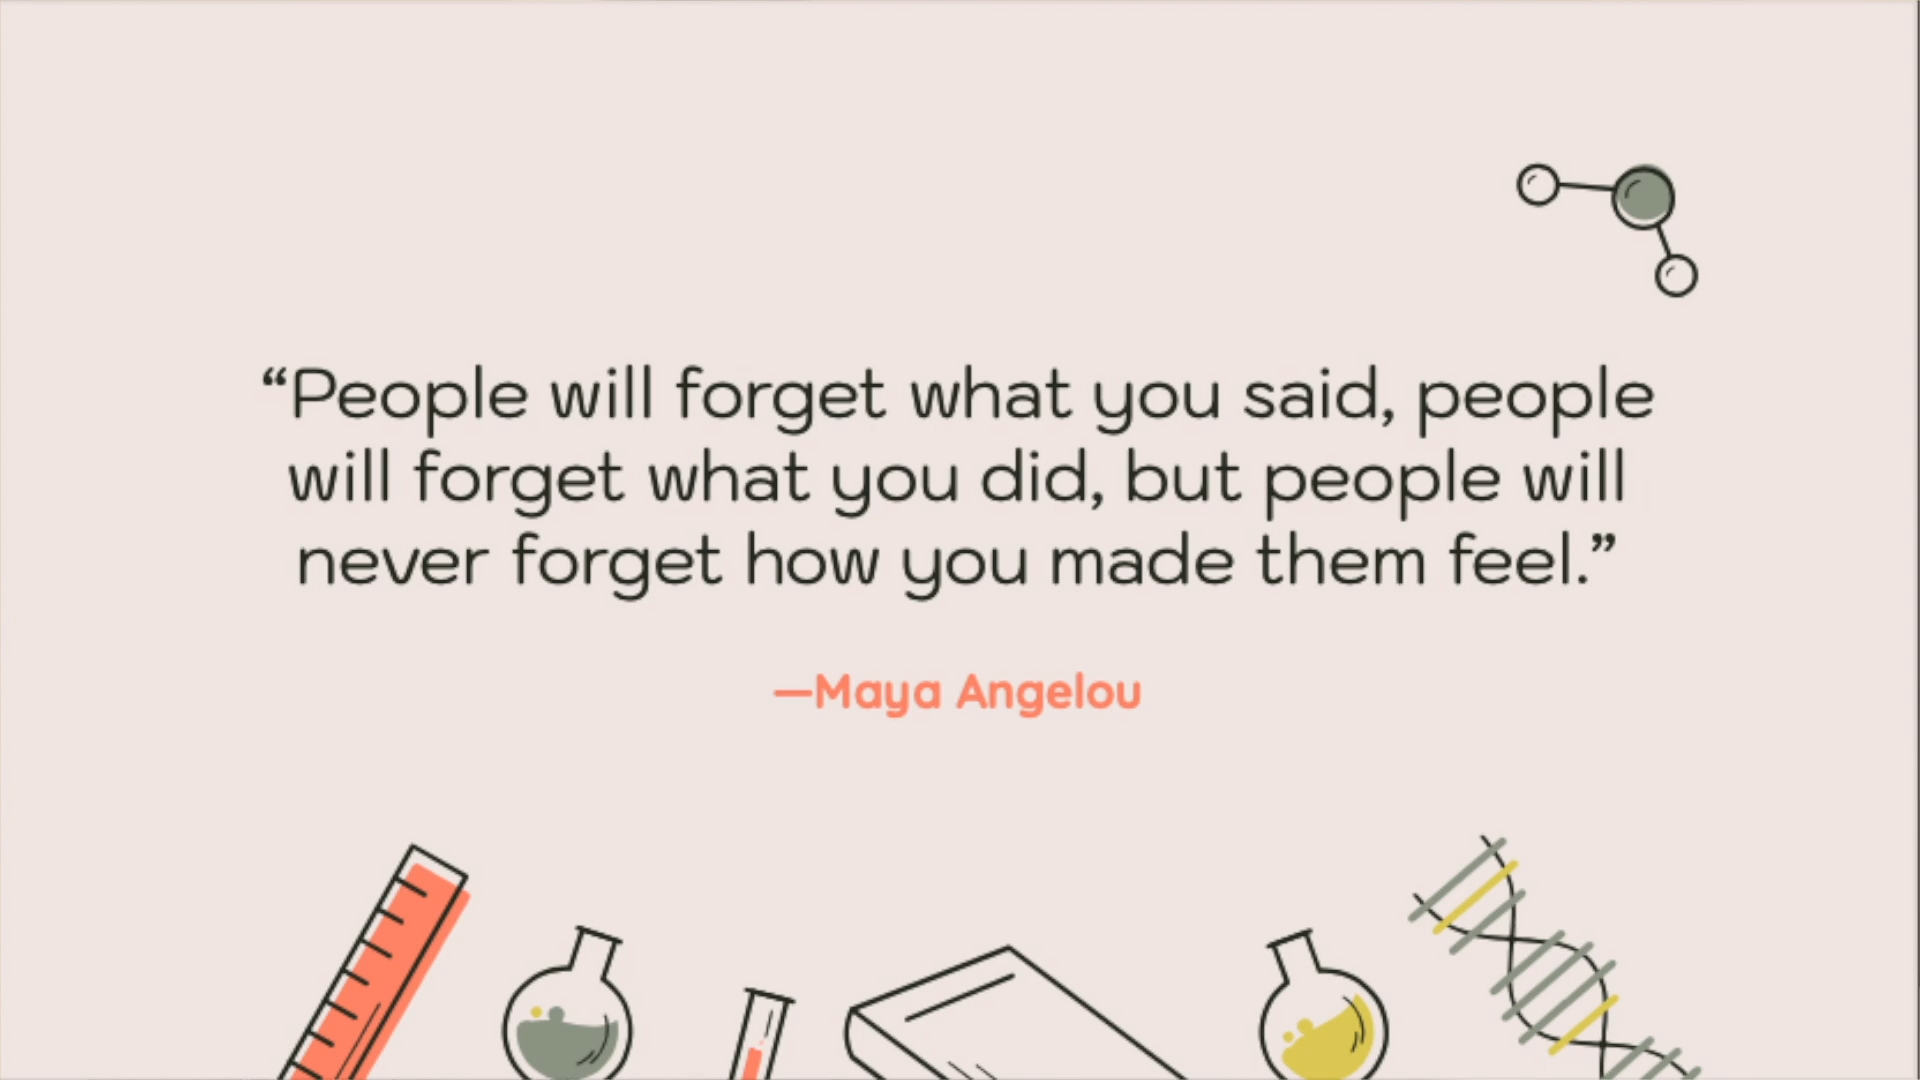 “People will forget what you said, people
will forget what you did, but people will
never forget how you made them feel.”
—Maya Angelou